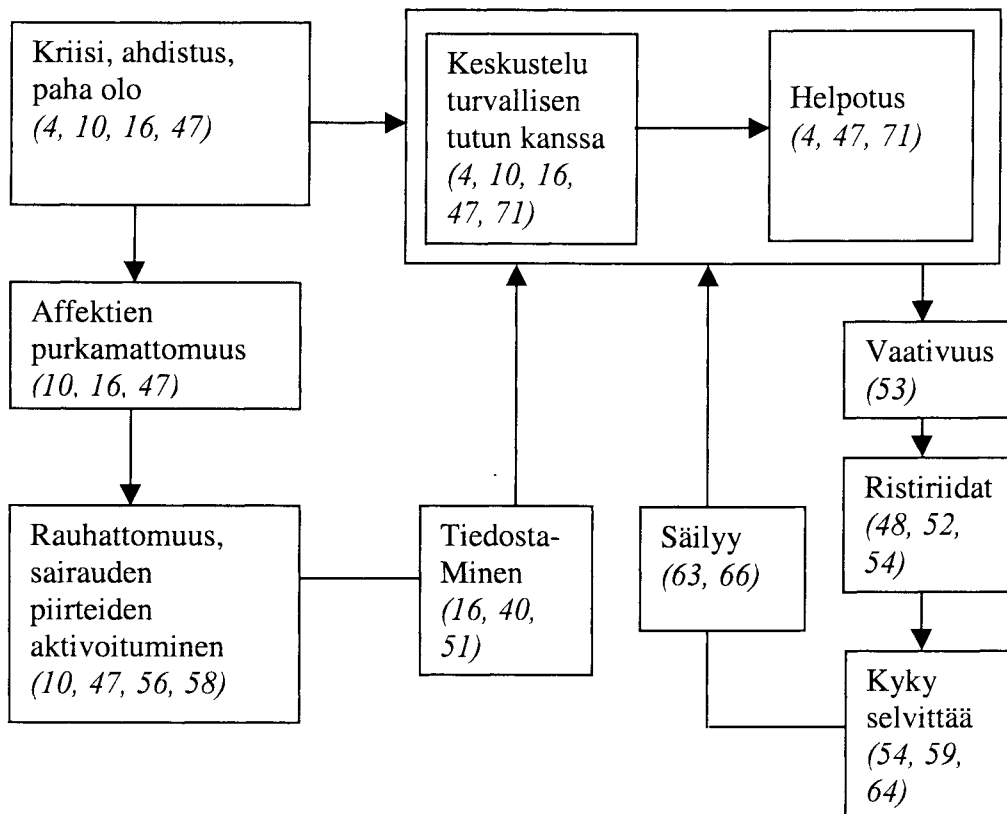 Kriisi, ahdistus,
paha olo
(4, 10, 16, 47)
Keskustelu
turvallisen
tutun kanssa
(4, 10, 16,
47, 71)
Helpotus
(4, 47, 71)
Affektien
purkamattomuus
(10, 16, 47)
Vaativuus
(53)
Rauhattomuus,
sairauden
piirteiden
aktivoituminen
(10, 47, 56, 58)
Tiedosta-
Minen
(16, 40,
51)
Säilyy
(63, 66)
Ristiriidat
(48, 52,
54)
Kyky
selvittää
(54, 59,
64)